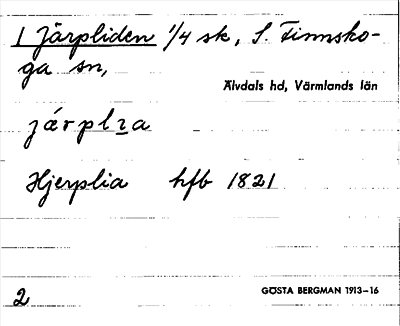 1 Järpliden 1/4 sk, S. Finnsko-
ga sn,
Älvdals hd, Värmlands län
jǽrplıa
Hjerplia hfb 1821
2
GÖSTA BERGMAN 1913–16